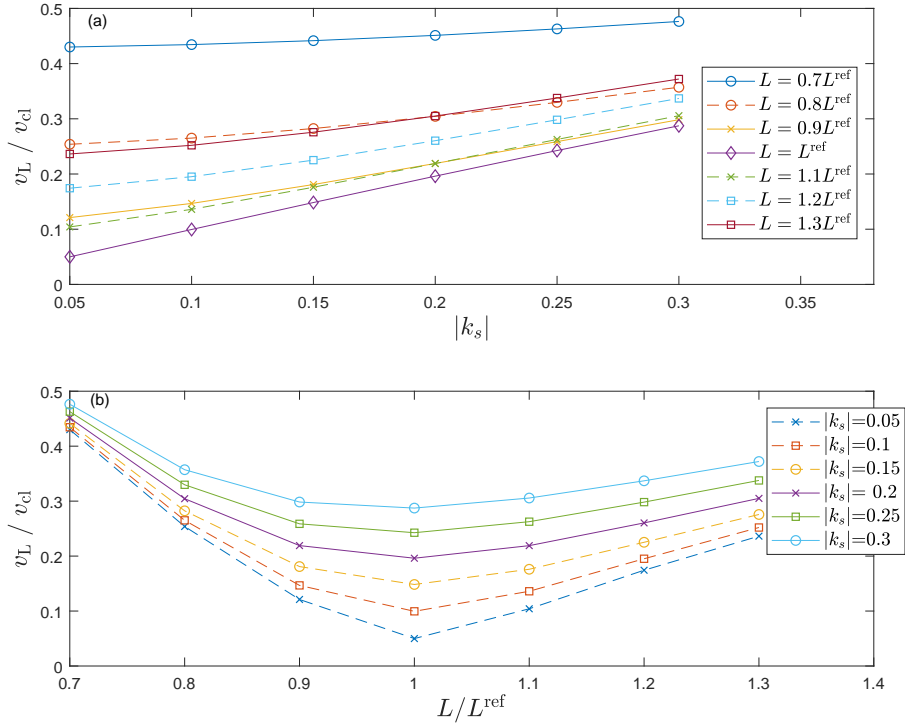 (a)
0.5
0.4
0.3
0.2
0.1
0
v_L / v_cl
0.05 0.1 0.15 0.2 0.25 0.3 0.35
|k_s|
L = 0.7L^ref
L = 0.8L^ref
L = 0.9L^ref
L = L^ref
L = 1.1L^ref
L = 1.2L^ref
L = 1.3L^ref
(b)
0.5
0.4
0.3
0.2
0.1
0
v_L / v_cl
0.7 0.8 0.9 1 1.1 1.2 1.3 1.4
L/L^ref
|k_s|=0.05
|k_s|=0.1
|k_s|=0.15
|k_s|= 0.2
|k_s|=0.25
|k_s|=0.3